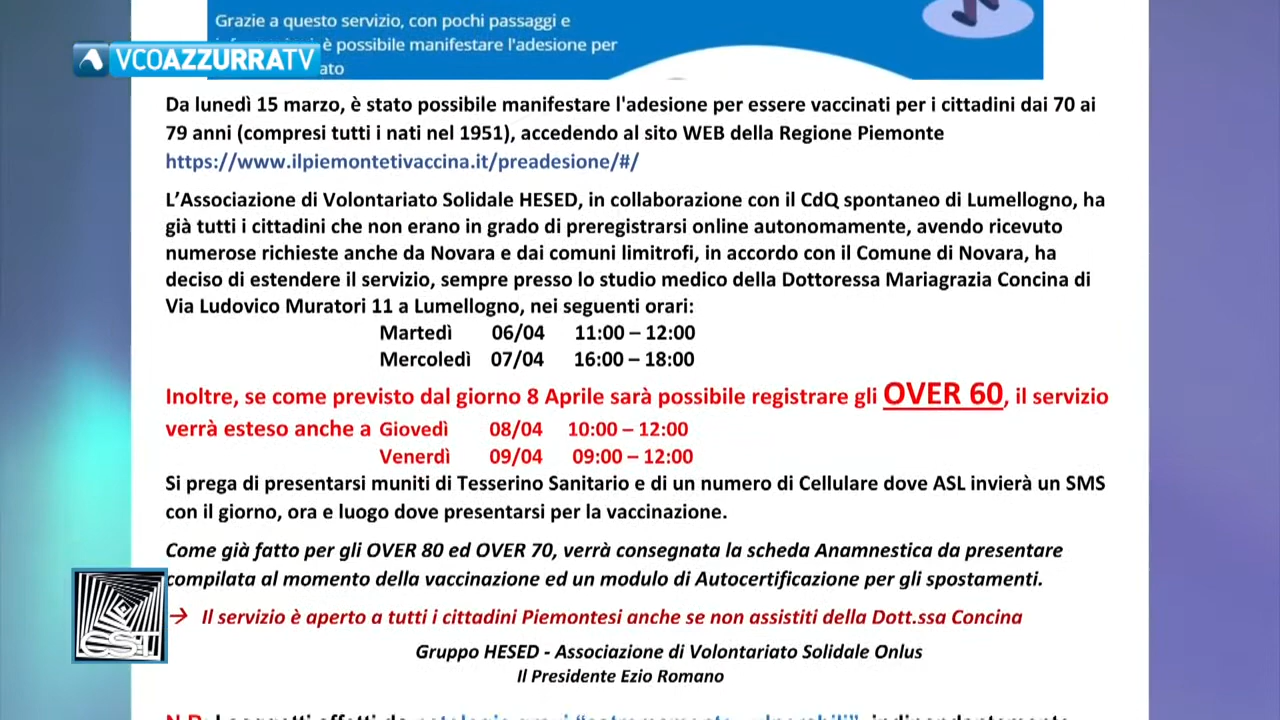 Grazie a questo servizio, con pochi passaggi e
è possibile manifestare l'adesione per
VCOAZZURRATV
ato
Da lunedì 15 marzo, è stato possibile manifestare l'adesione per essere vaccinati per i cittadini dai 70 ai
79 anni (compresi tutti i nati nel 1951), accedendo al sito WEB della Regione Piemonte
https://www.ilpiemontetivaccina.it/preadesione/#/
L'Associazione di Volontariato Solidale HESED, in collaborazione con il CdQ spontaneo di Lumellogno, ha
già tutti i cittadini che non erano in grado di preregistrarsi online autonomamente, avendo ricevuto
numerose richieste anche da Novara e dai comuni limitrofi, in accordo con il Comune di Novara, ha
deciso di estendere il servizio, sempre presso lo studio medico della Dottoressa Mariagrazia Concina di
Via Ludovico Muratori 11 a Lumellogno, nei seguenti orari:
Martedì 06/04 11:00 – 12:00
Mercoledì 07/04 16:00 – 18:00
Inoltre, se come previsto dal giorno 8 Aprile sarà possibile registrare gli OVER 60, il servizio
verrà esteso anche a Giovedì 08/04 10:00 – 12:00
Venerdì 09/04 09:00 – 12:00
Si prega di presentarsi muniti di Tesserino Sanitario e di un numero di Cellulare dove ASL invierà un SMS
con il giorno, ora e luogo dove presentarsi per la vaccinazione.
Come già fatto per gli OVER 80 ed OVER 70, verrà consegnata la scheda Anamnestica da presentare
compilata al momento della vaccinazione ed un modulo di Autocertificazione per gli spostamenti.
→ Il servizio è aperto a tutti i cittadini Piemontesi anche se non assistiti della Dott.ssa Concina
CST
Gruppo HESED - Associazione di Volontariato Solidale Onlus
Il Presidente Ezio Romano
N.B: I soggetti affetti da patologie gravi "estremamente vulnerabili", indipendentemente